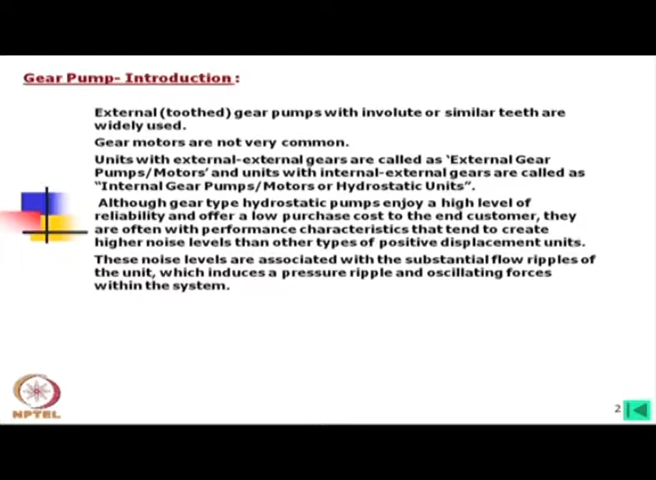 Gear Pump- Introduction :
External (toothed) gear pumps with involute or similar teeth are
widely used.
Gear motors are not very common.
Units with external-external gears are called as ‘External Gear
Pumps/Motors’ and units with internal-external gears are called as
“Internal Gear Pumps/Motors or Hydrostatic Units”.
Although gear type hydrostatic pumps enjoy a high level of
reliability and offer a low purchase cost to the end customer, they
are often with performance characteristics that tend to create
higher noise levels than other types of positive displacement units.
These noise levels are associated with the substantial flow ripples of
the unit, which induces a pressure ripple and oscillating forces
within the system.
NPTEL
2